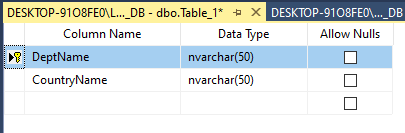 DESKTOP-91O8FE0\L..._DB - dbo.Table_1*
DESKTOP-91O8FE0\..._DB
Column Name Data Type Allow Nulls
DeptName nvarchar(50)
CountryName nvarchar(50)